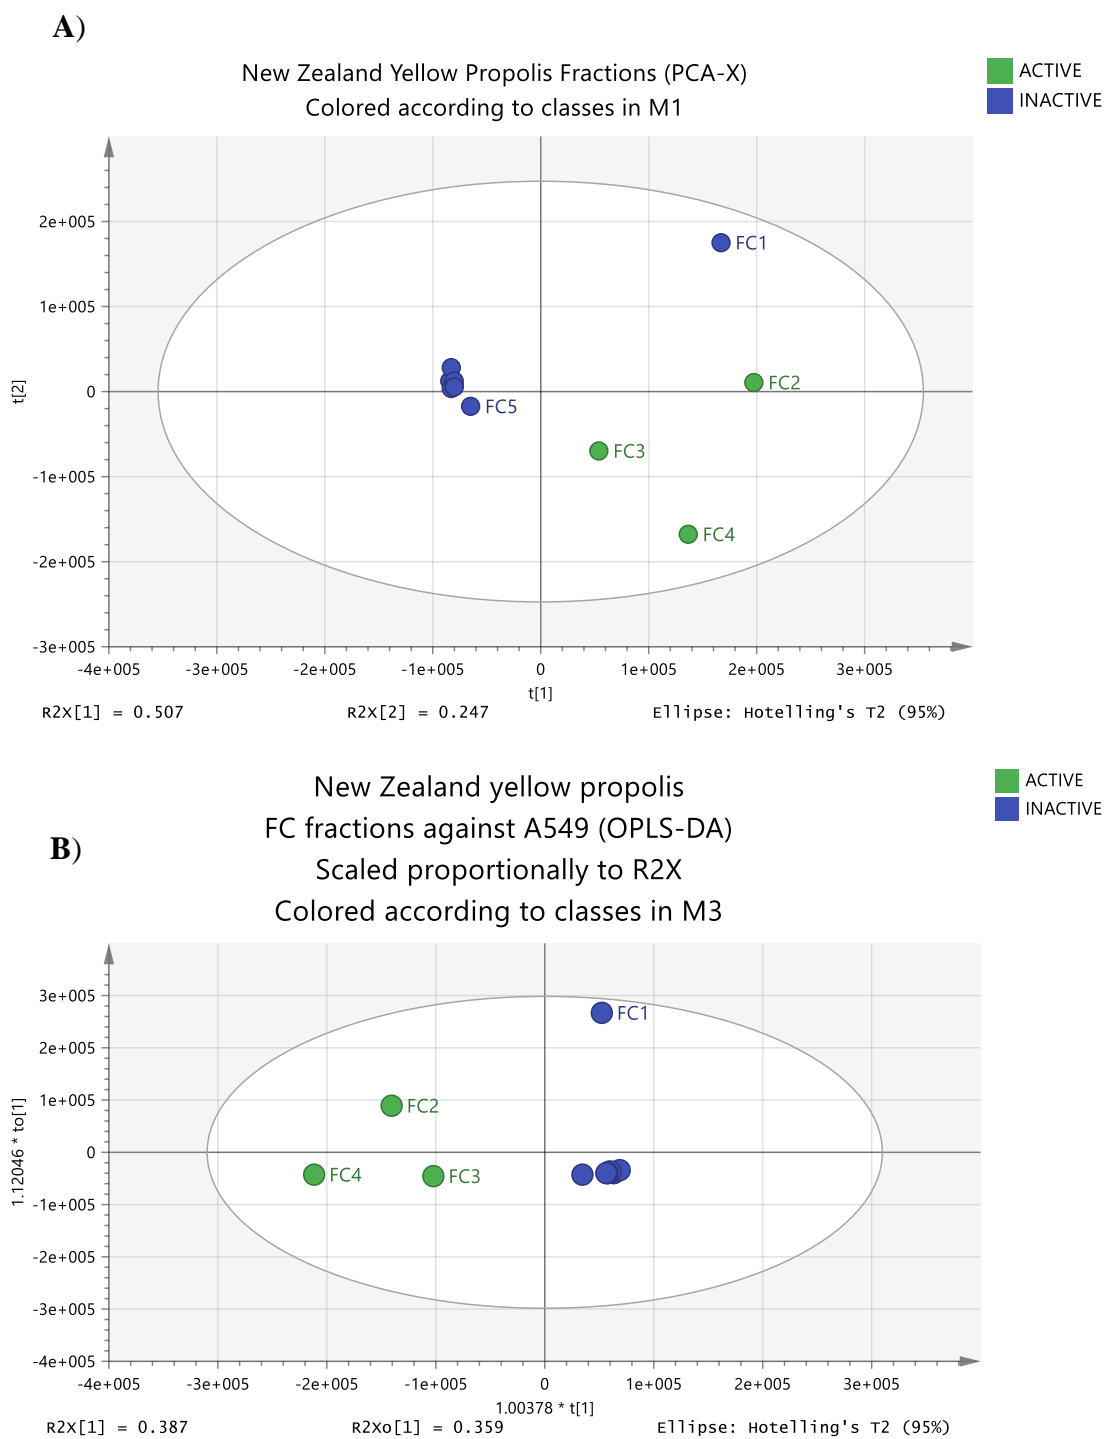 A)
New Zealand Yellow Propolis Fractions (PCA-X)
Colored according to classes in M1
ACTIVE
INACTIVE
2e+005
1e+005
0
-1e+005
-2e+005
-3e+005
t[2]
FC1
FC2
FC5
FC3
FC4
-4e+005 -3e+005 -2e+005 -1e+005 0 1e+005 2e+005 3e+005
t[1]
R2X[1] = 0.507 R2X[2] = 0.247 Ellipse: Hotelling's T2 (95%)
B)
New Zealand yellow propolis
FC fractions against A549 (OPLS-DA)
Scaled proportionally to R2X
Colored according to classes in M3
ACTIVE
INACTIVE
3e+005
2e+005
1e+005
0
-1e+005
-2e+005
-3e+005
-4e+005
1.12046 * to[1]
FC1
FC2
FC4
FC3
-4e+005 -3e+005 -2e+005 -1e+005 0 1e+005 2e+005 3e+005
1.00378 * t[1]
R2X[1] = 0.387 R2Xo[1] = 0.359 Ellipse: Hotelling's T2 (95%)